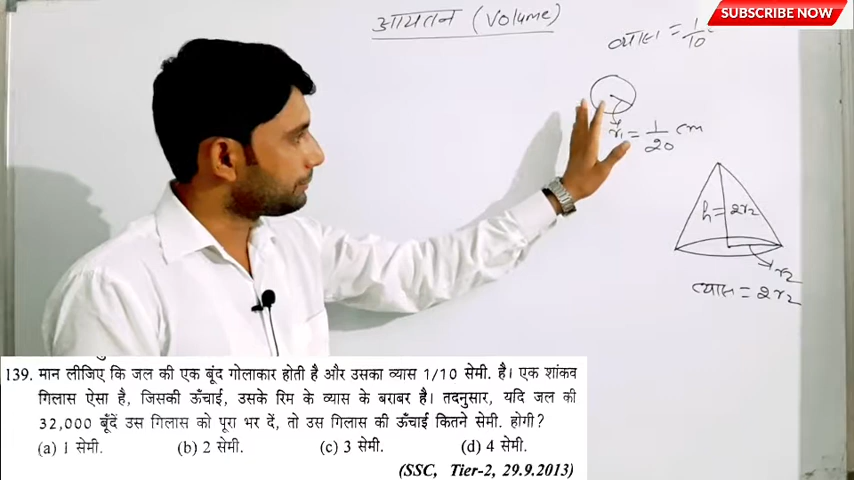 SUBSCRIBE NOW
आयतन (Volume)
व्यास = 1/10
r₁ = 1/20 cm
h = 2r₂
r₂
व्यास = 2r₂
139. मान लीजिए कि जल की एक बूंद गोलाकार होती है और उसका व्यास 1/10 सेमी. है। एक शांकव
गिलास ऐसा है, जिसकी ऊँचाई, उसके रिम के व्यास के बराबर है। तदनुसार, यदि जल की
32,000 बूँदें उस गिलास को पूरा भर दें, तो उस गिलास की ऊँचाई कितने सेमी. होगी?
(a) 1 सेमी. (b) 2 सेमी. (c) 3 सेमी. (d) 4 सेमी.
(SSC, Tier-2, 29.9.2013)